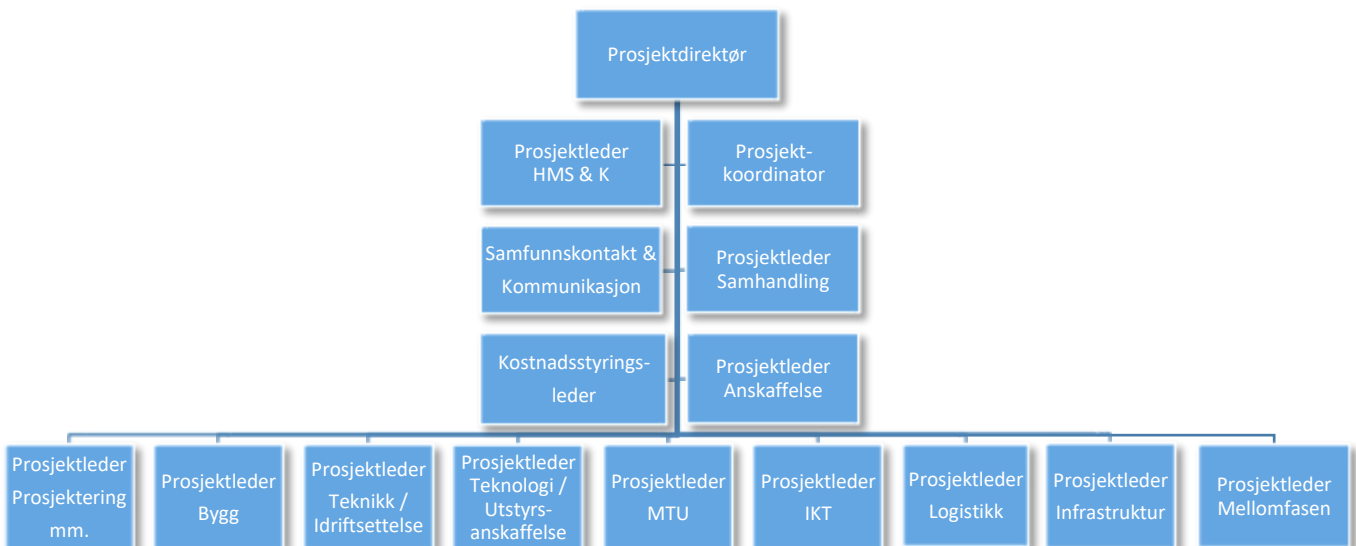 Prosjektdirektør
Prosjektleder
HMS & K
Prosjekt-
koordinator
Samfunnskontakt &
Kommunikasjon
Prosjektleder
Samhandling
Kostnadsstyrings-
leder
Prosjektleder
Anskaffelse
Prosjektleder
Prosjektering
mm.
Prosjektleder
Bygg
Prosjektleder
Teknikk /
Idriftsettelse
Prosjektleder
Teknologi /
Utstyrs-
anskaffelse
Prosjektleder
MTU
Prosjektleder
IKT
Prosjektleder
Logistikk
Prosjektleder
Infrastruktur
Prosjektleder
Mellomfasen